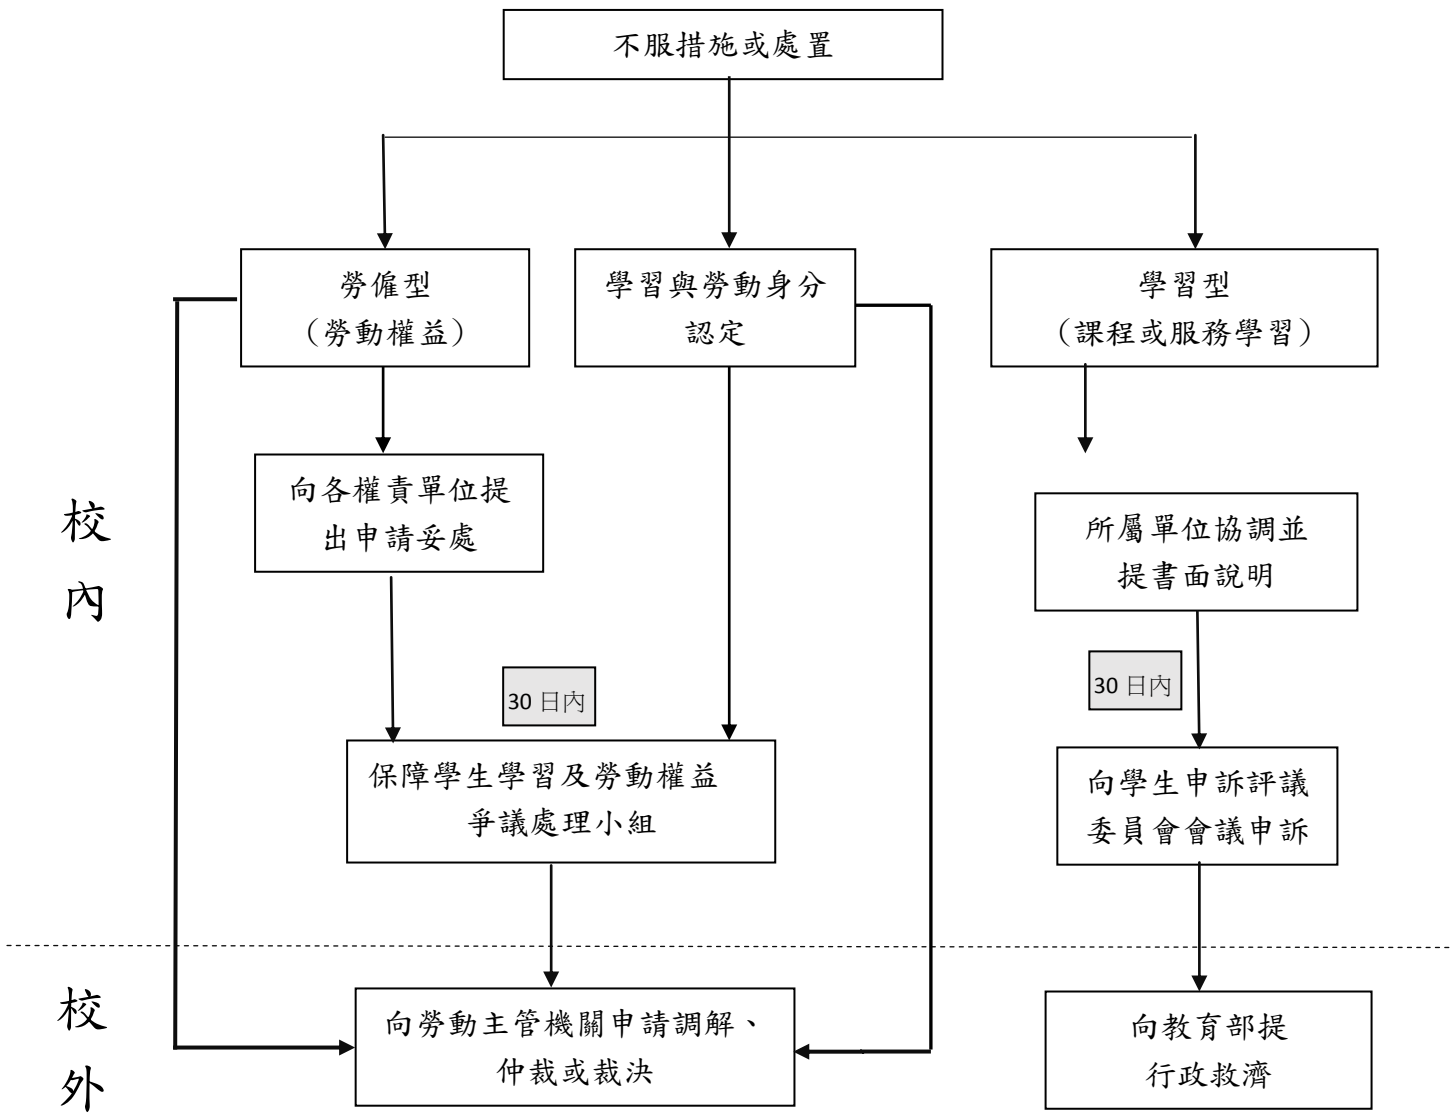 不服措施或處置
勞僱型
（勞動權益）
學習與勞動身分
認定
學習型
（課程或服務學習）
校
內
向各權責單位提
出申請妥處
所屬單位協調並
提書面說明
30 日內
30 日內
保障學生學習及勞動權益
爭議處理小組
向學生申訴評議
委員會會議申訴
校
外
向勞動主管機關申請調解、
仲裁或裁決
向教育部提
行政救濟